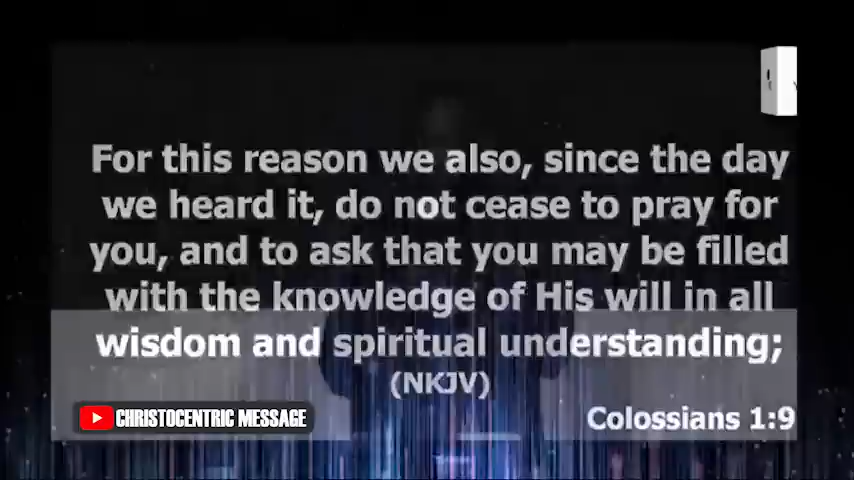 For this reason we also, since the day
we heard it, do not cease to pray for
you, and to ask that you may be filled
with the knowledge of His will in all
wisdom and spiritual understanding;
(NKJV)
CHRISTOCENTRIC MESSAGE
Colossians 1:9